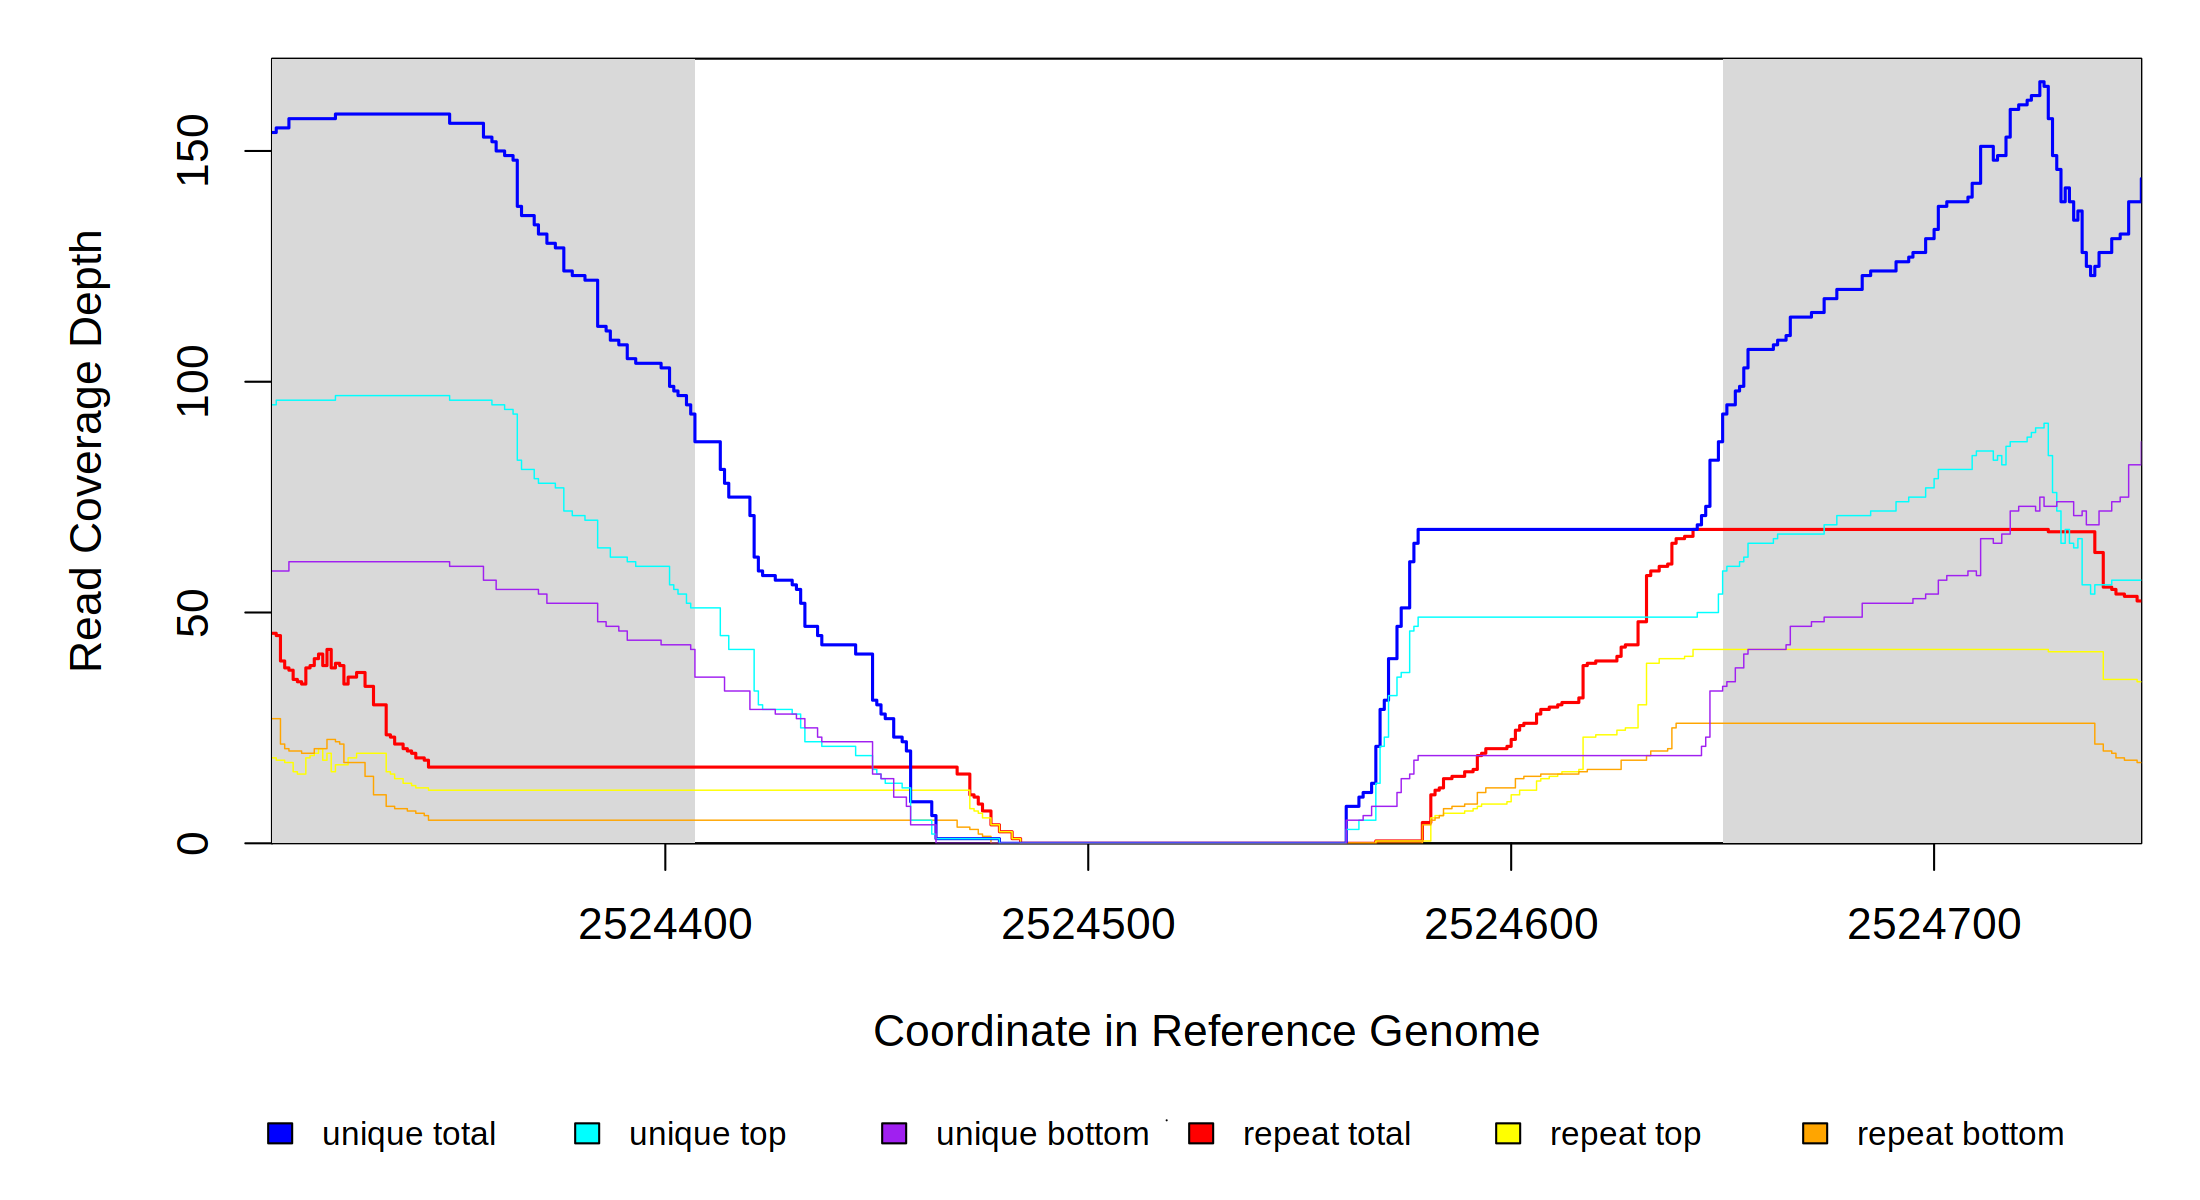 Read Coverage Depth
150
100
50
0
2524400 2524500 2524600 2524700
Coordinate in Reference Genome
unique total unique top unique bottom repeat total repeat top repeat bottom